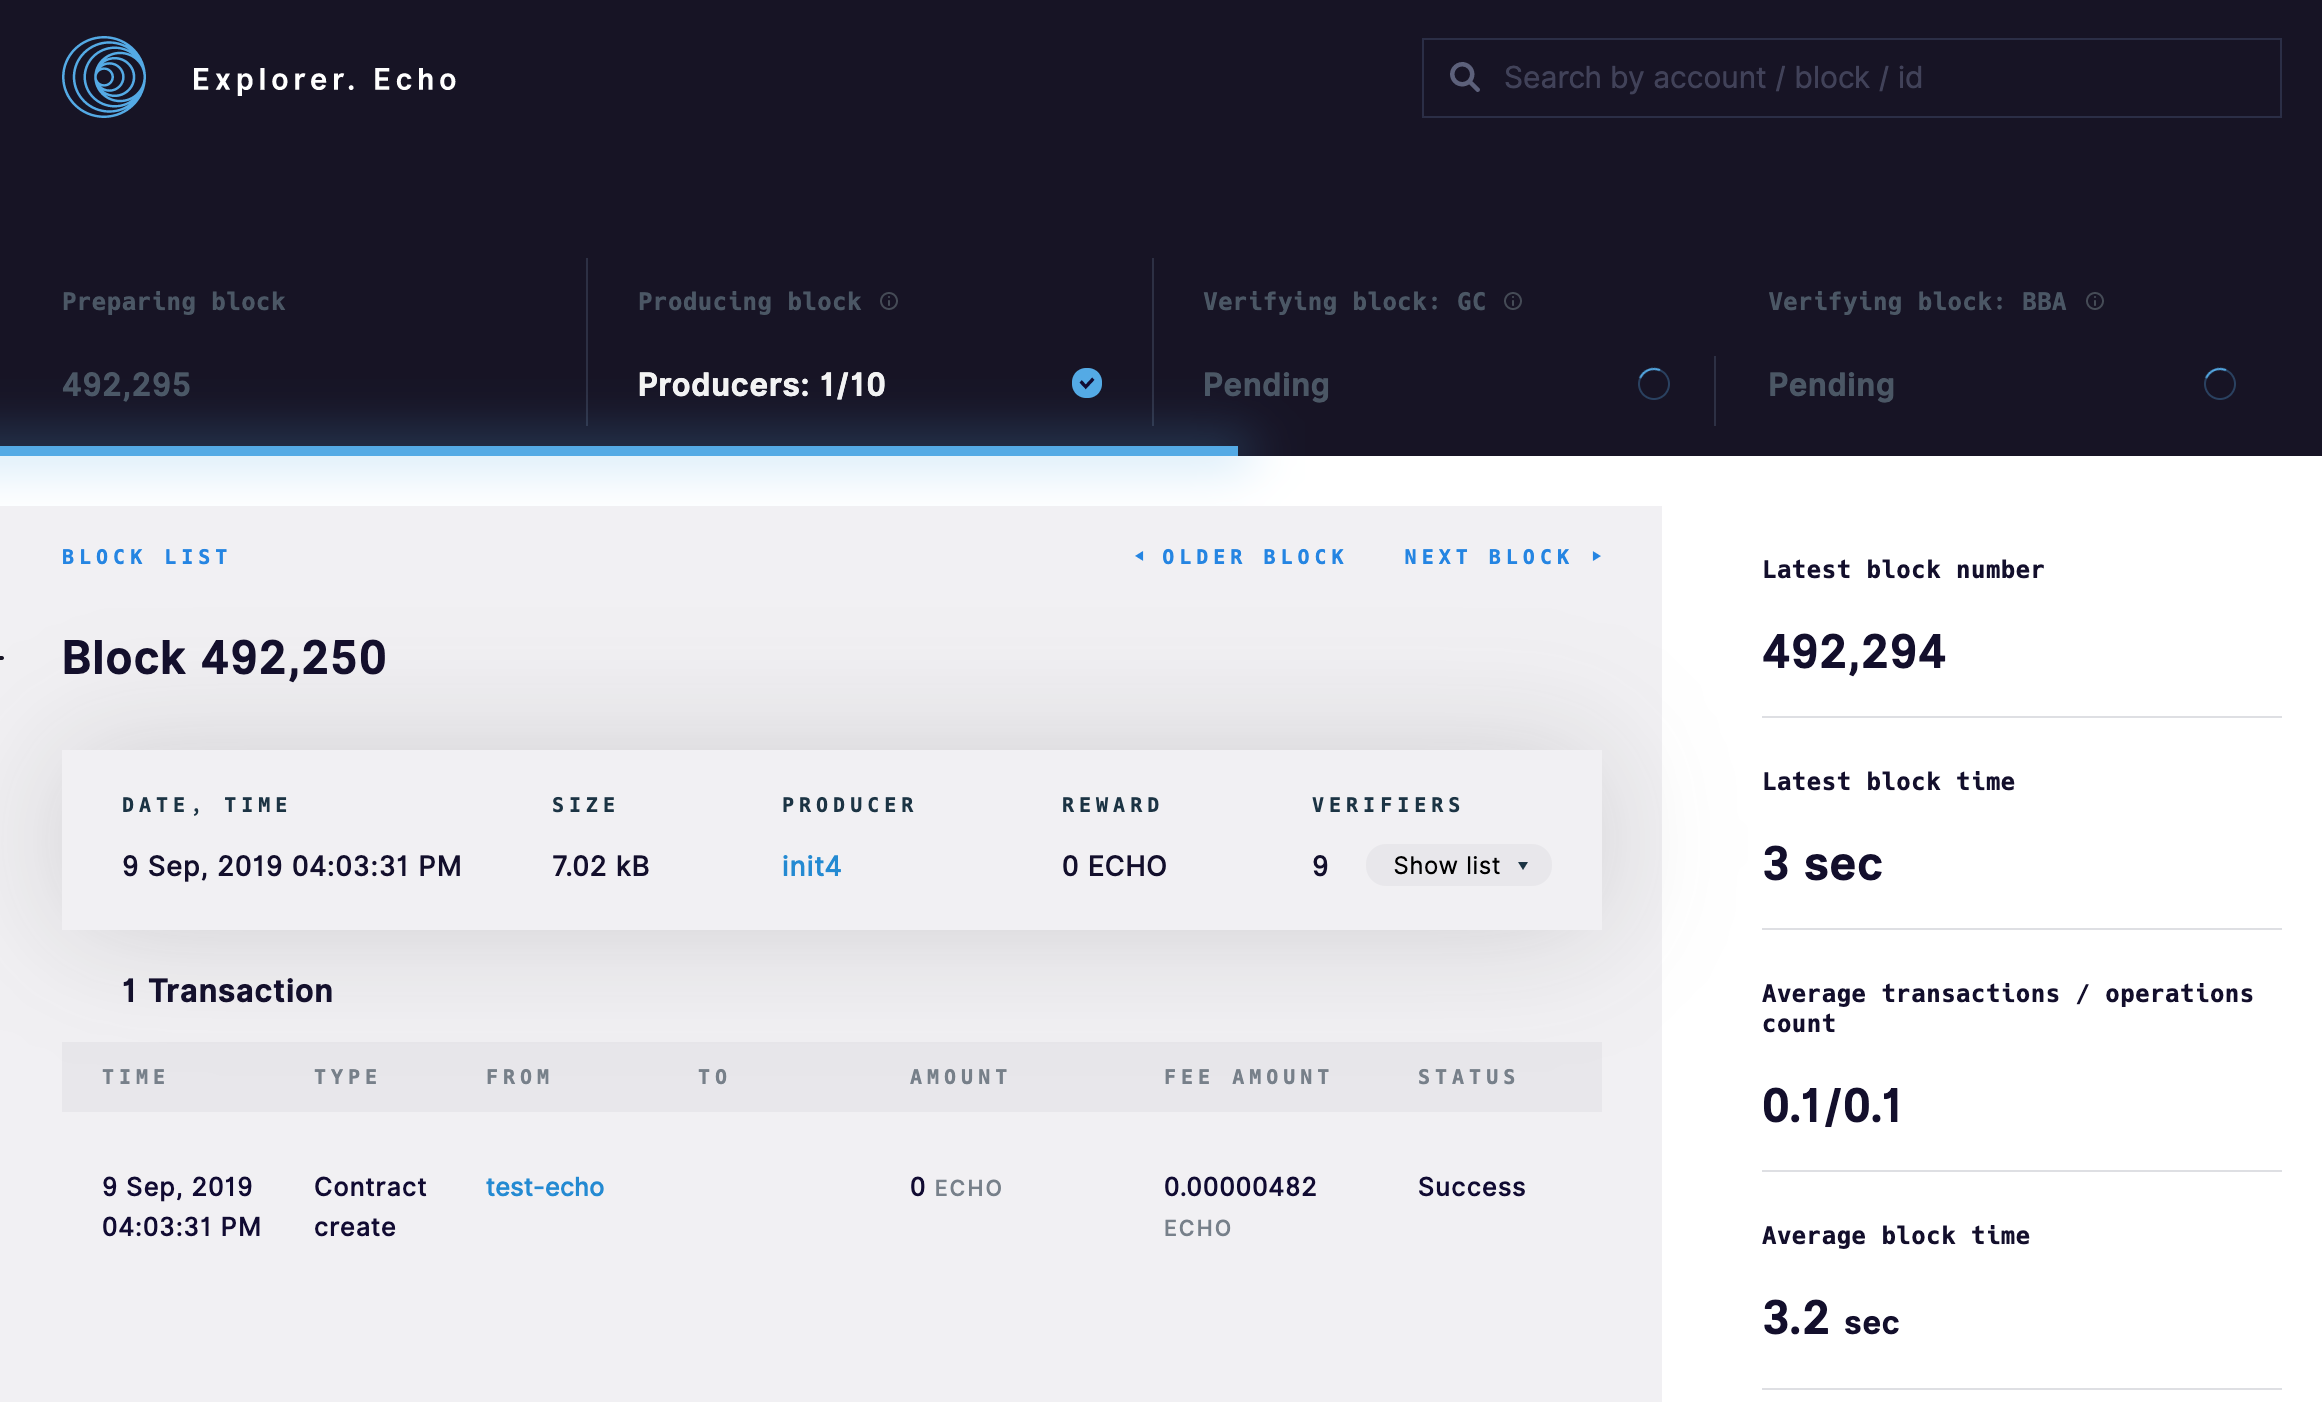 Explorer. Echo
Search by account / block / id
Preparing block
492,295
Producing block
Producers: 1/10
Verifying block: GC
Pending
Verifying block: BBA
Pending
BLOCK LIST
OLDER BLOCK
NEXT BLOCK
Block 492,250
DATE, TIME SIZE PRODUCER REWARD VERIFIERS
9 Sep, 2019 04:03:31 PM 7.02 kB init4 0 ECHO 9 Show list
1 Transaction
TIME TYPE FROM TO AMOUNT FEE AMOUNT STATUS
9 Sep, 2019 Contract test-echo 0 ECHO 0.00000482 Success
04:03:31 PM create ECHO
Latest block number
492,294
Latest block time
3 sec
Average transactions / operations
count
0.1/0.1
Average block time
3.2 sec